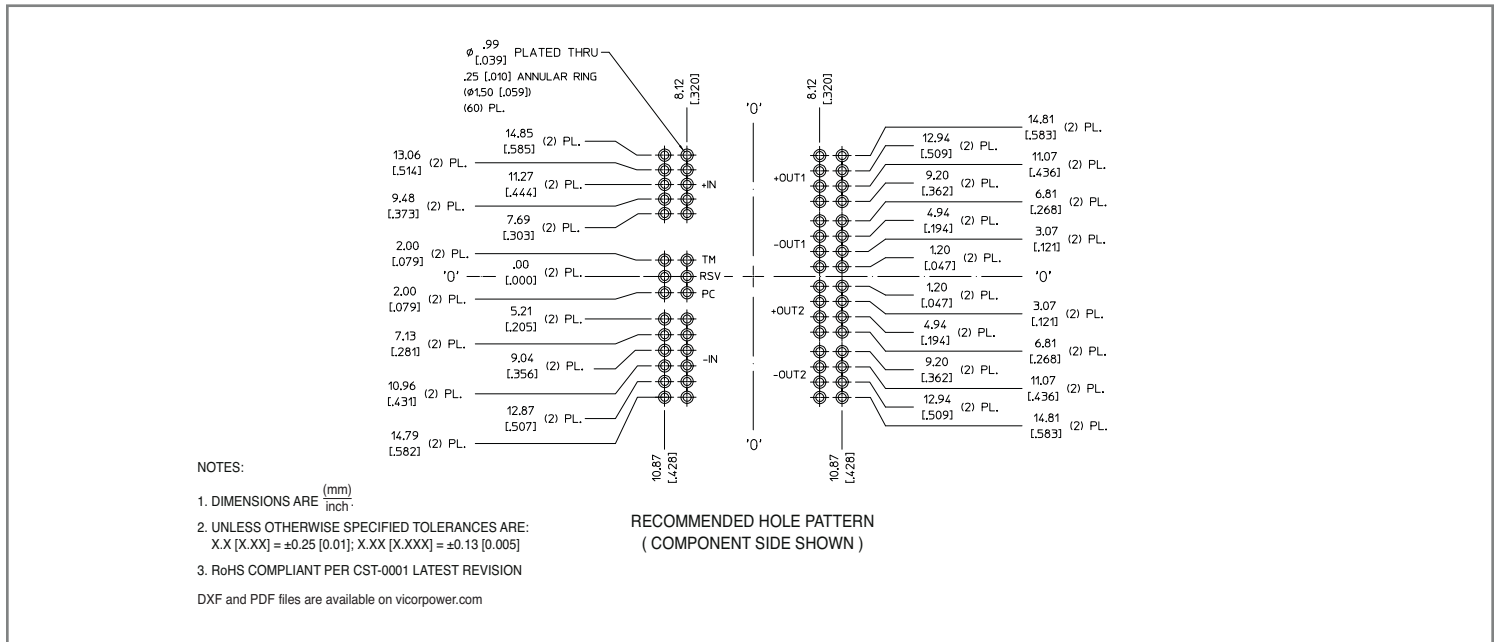 ø .99 [.039] PLATED THRU
.25 [.010] ANNULAR RING
(ø1.50 [.059])
(60) PL.
8.12 [.320]
'0'
8.12 [.320]
14.85 [.585] (2) PL.
13.06 [.514] (2) PL.
11.27 [.444] (2) PL.
9.48 [.373] (2) PL.
7.69 [.303] (2) PL.
2.00 [.079] (2) PL.
'0'
.00 [.000] (2) PL.
2.00 [.079] (2) PL.
5.21 [.205] (2) PL.
7.13 [.281] (2) PL.
9.04 [.356] (2) PL.
10.96 [.431] (2) PL.
12.87 [.507] (2) PL.
14.79 [.582] (2) PL.
+IN
TM
RSV
PC
-IN
10.87 [.428]
+OUT1
-OUT1
+OUT2
-OUT2
'0'
10.87 [.428]
14.81 [.583] (2) PL.
12.94 [.509] (2) PL.
11.07 [.436] (2) PL.
9.20 [.362] (2) PL.
6.81 [.268] (2) PL.
4.94 [.194] (2) PL.
3.07 [.121] (2) PL.
1.20 [.047] (2) PL.
'0'
1.20 [.047] (2) PL.
3.07 [.121] (2) PL.
4.94 [.194] (2) PL.
6.81 [.268] (2) PL.
9.20 [.362] (2) PL.
11.07 [.436] (2) PL.
12.94 [.509] (2) PL.
14.81 [.583] (2) PL.
NOTES:
1. DIMENSIONS ARE (mm) inch.
2. UNLESS OTHERWISE SPECIFIED TOLERANCES ARE:
X.X [X.XX] = ±0.25 [0.01]; X.XX [X.XXX] = ±0.13 [0.005]
3. RoHS COMPLIANT PER CST-0001 LATEST REVISION
DXF and PDF files are available on vicorpower.com
RECOMMENDED HOLE PATTERN
( COMPONENT SIDE SHOWN )